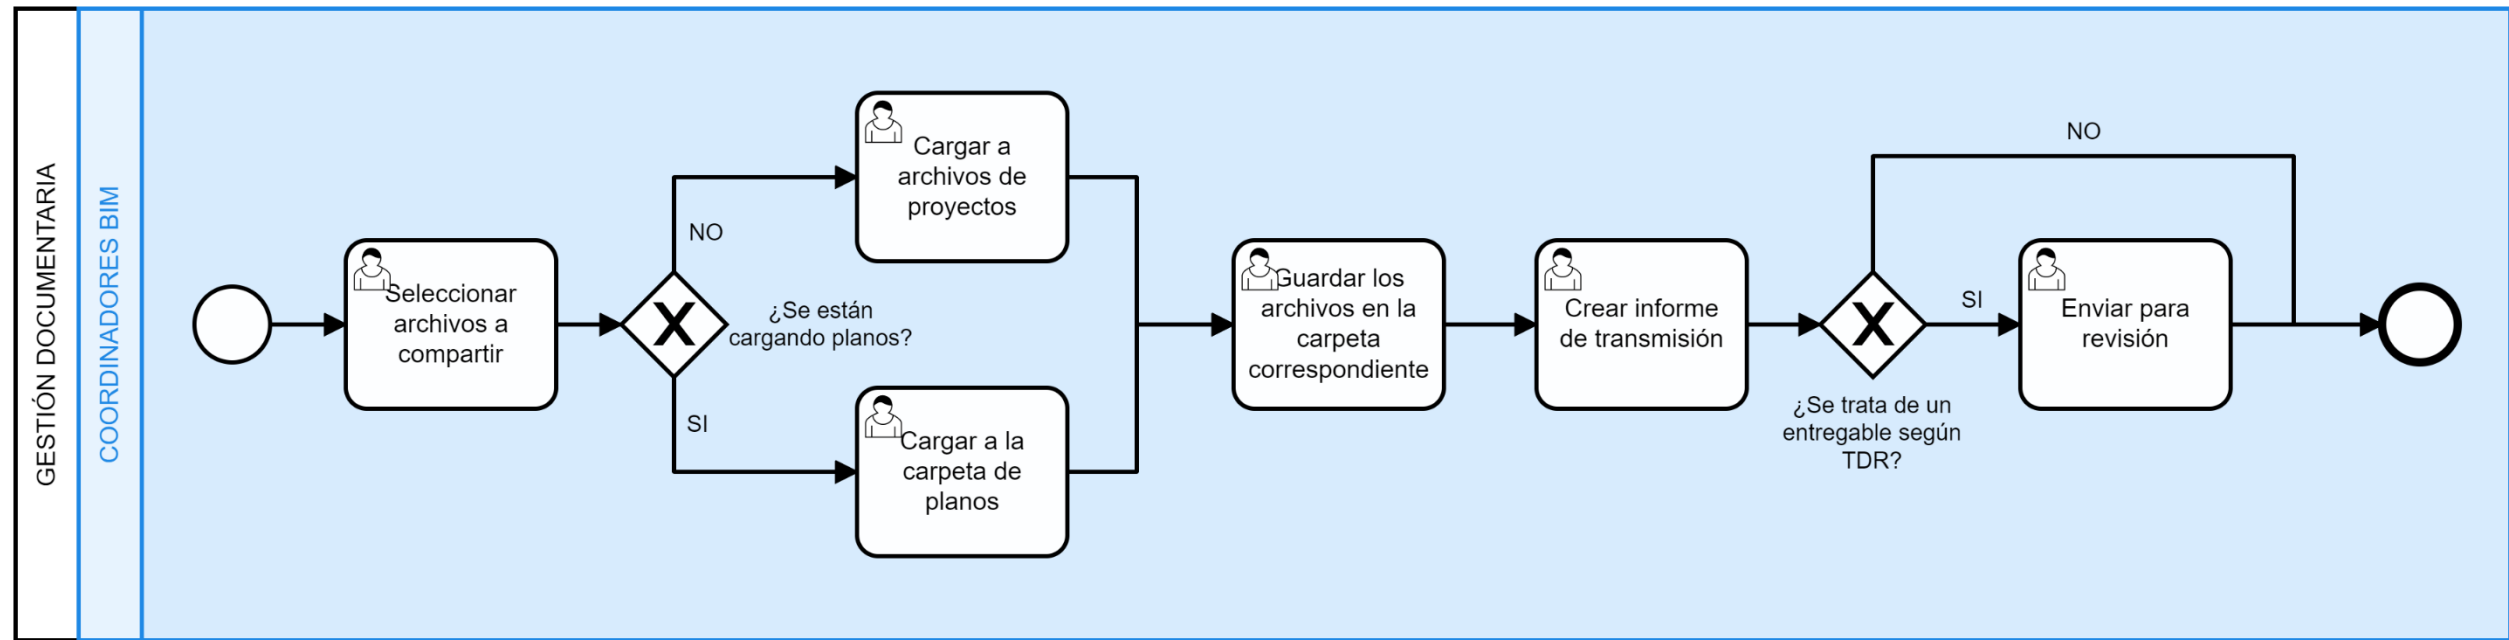 GESTIÓN DOCUMENTARIA
COORDINADORES BIM
Seleccionar
archivos a
compartir
NO
SI
¿Se están
cargando planos?
Cargar a
archivos de
proyectos
Cargar a la
carpeta de
planos
Guardar los
archivos en la
carpeta
correspondiente
Crear informe
de transmisión
¿Se trata de un
entregable según
TDR?
NO
SI
Enviar para
revisión